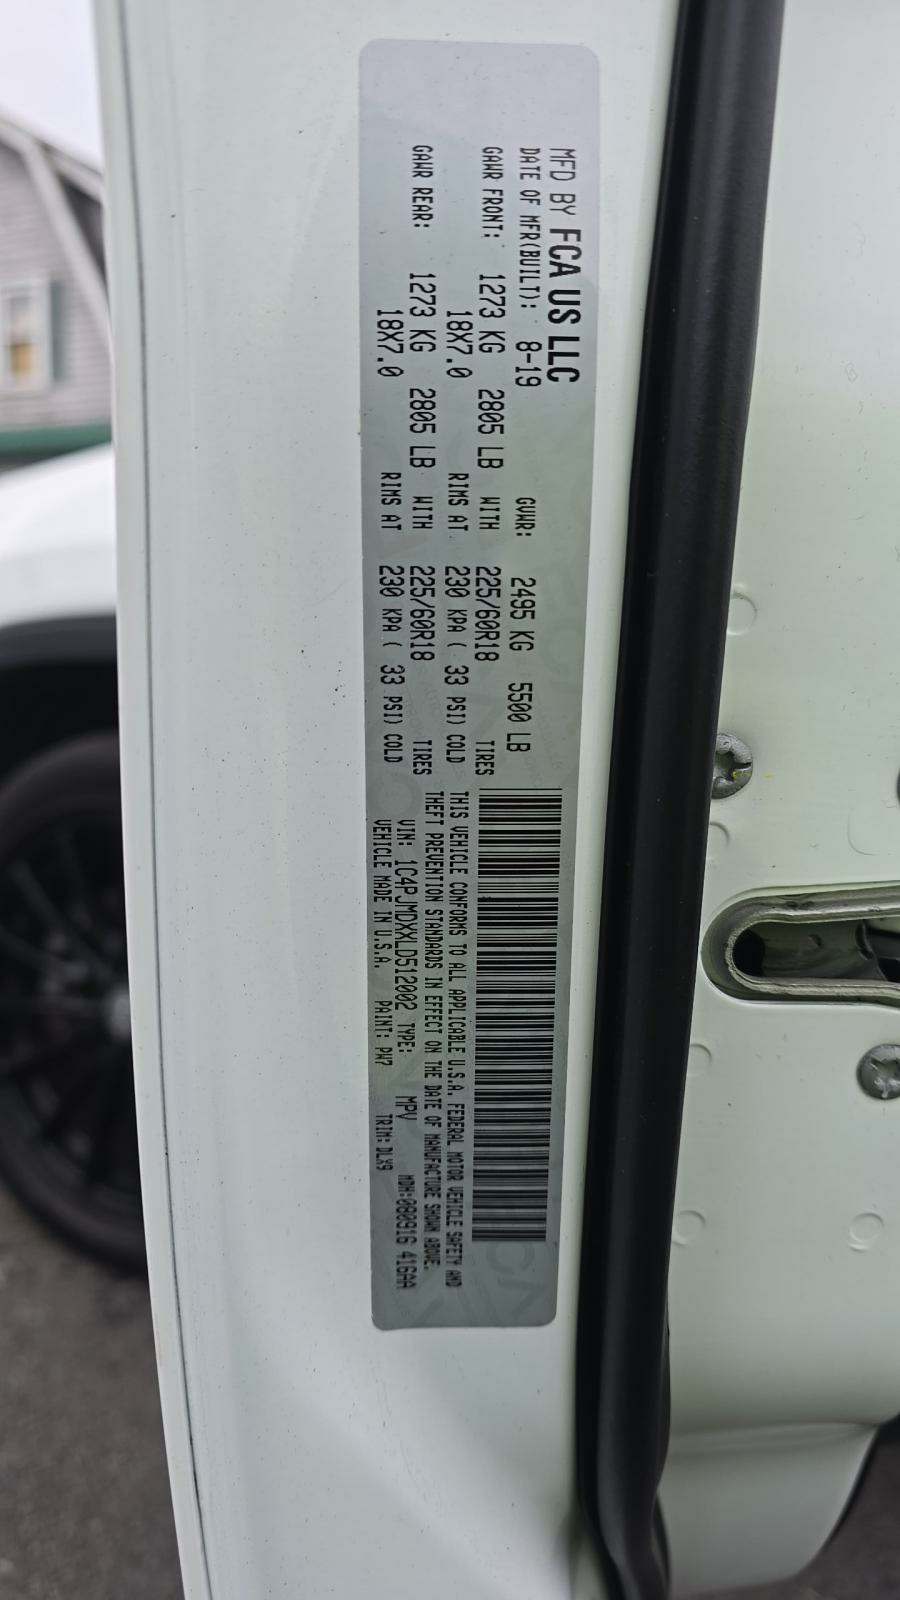 MFD BY FCA US LLC
DATE OF MFR(BUILT): 8-19 GVWR: 2495 KG 5500 LB
GAWR FRONT: 1273 KG 2805 LB WITH 225/60R18 TIRES
18X7.0 RIMS AT 230 KPA ( 33 PSI) COLD
GAWR REAR: 1273 KG 2805 LB WITH 225/60R18 TIRES
18X7.0 RIMS AT 230 KPA ( 33 PSI) COLD
THIS VEHICLE CONFORMS TO ALL APPLICABLE U.S.A. FEDERAL MOTOR VEHICLE SAFETY AND
THEFT PREVENTION STANDARDS IN EFFECT ON THE DATE OF MANUFACTURE SHOWN ABOVE.
VIN: 1C4PJMDXXLD512002 TYPE: MPV MDH:080916 416AA
VEHICLE MADE IN U.S.A. PAINT: PW7 TRIM: DLX9